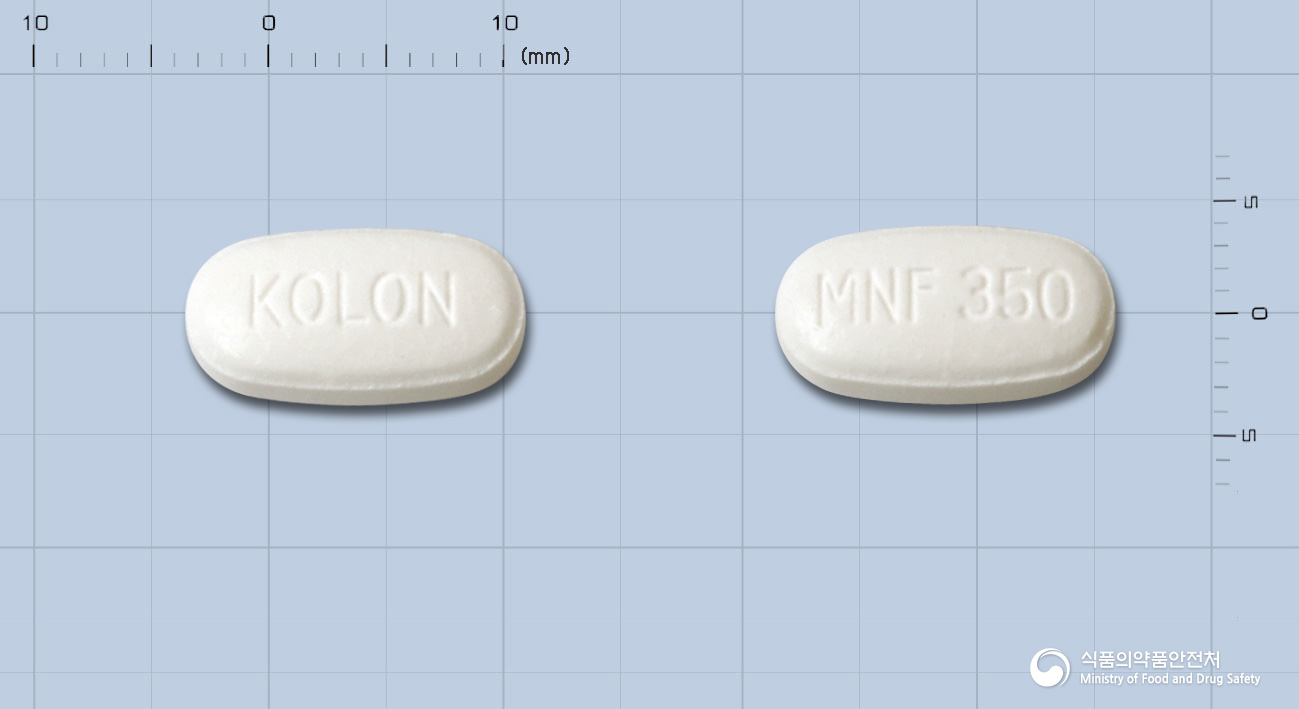 10 0 10
(mm)
KOLON
MNF 350
5
0
5
식품의약품안전처
Ministry of Food and Drug Safety